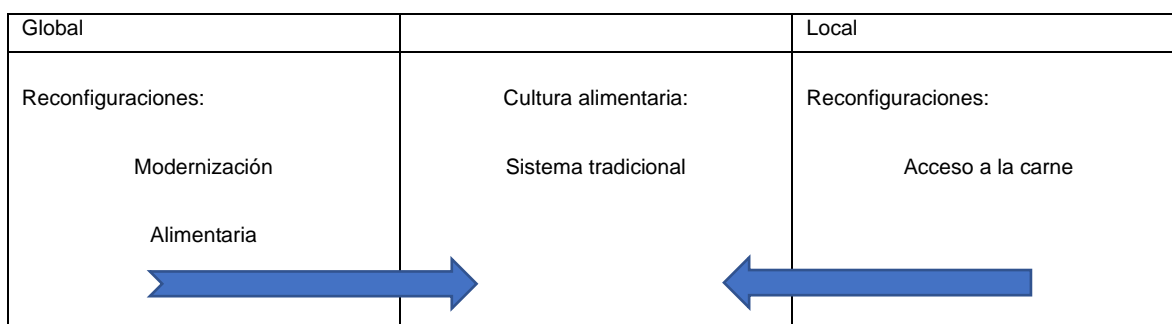 Global
Local
Reconfiguraciones:
Modernización
Alimentaria
Cultura alimentaria:
Sistema tradicional
Reconfiguraciones:
Acceso a la carne